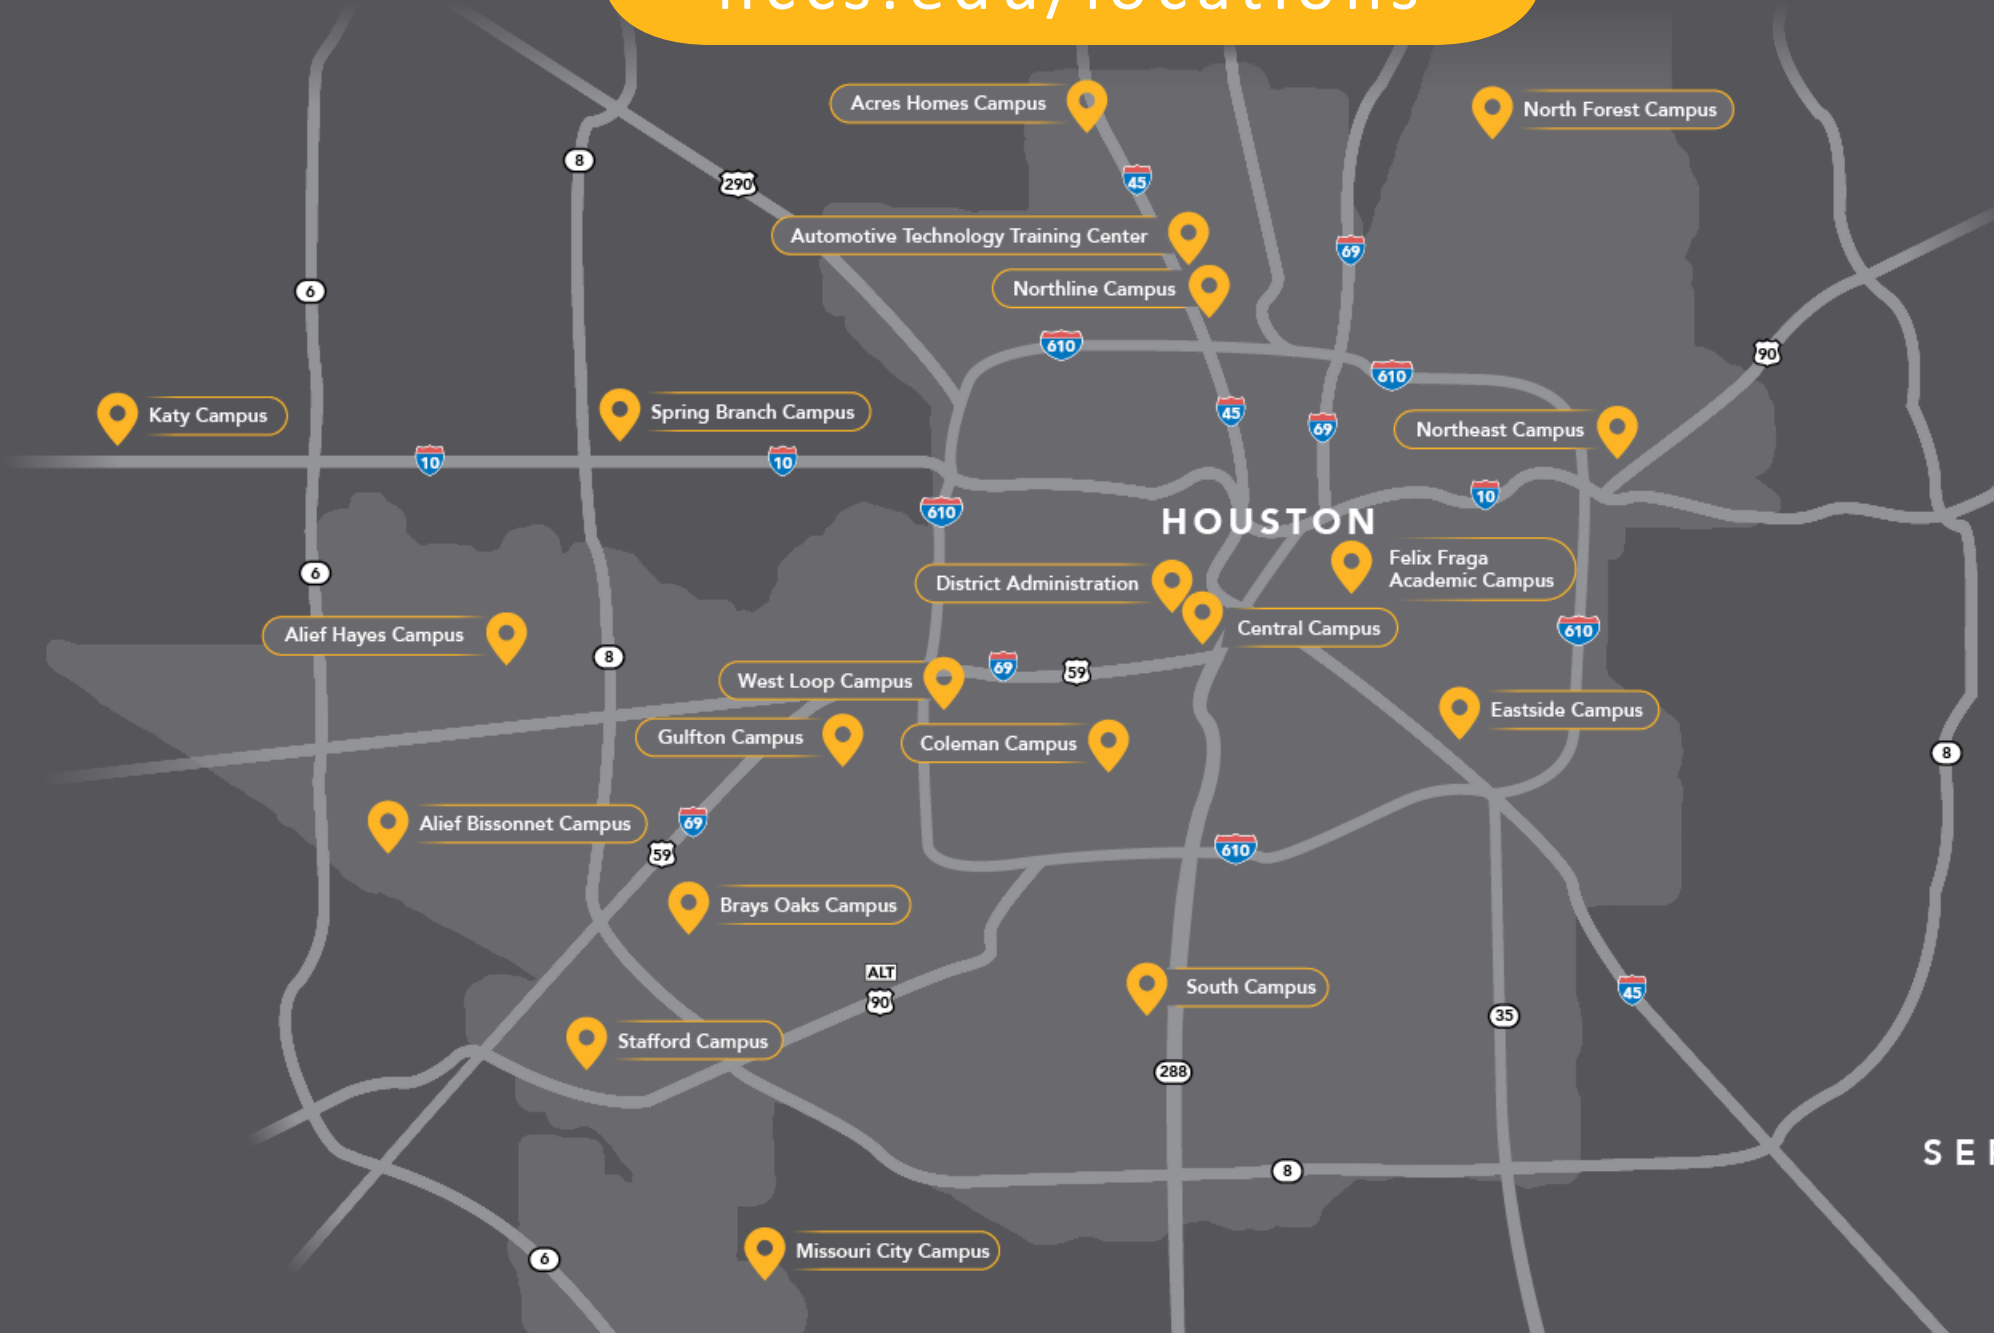 hccs.edu/locations
Acres Homes Campus
North Forest Campus
8
290
45
Automotive Technology Training Center
69
Northline Campus
6
610
90
610
Katy Campus
Spring Branch Campus
45
69
Northeast Campus
10
10
10
610
HOUSTON
Felix Fraga
Academic Campus
6
District Administration
Central Campus
610
Alief Hayes Campus
8
69
59
West Loop Campus
Eastside Campus
Gulfton Campus
Coleman Campus
8
Alief Bissonnet Campus
69
59
610
Brays Oaks Campus
ALT
90
South Campus
45
35
Stafford Campus
288
8
Missouri City Campus
6